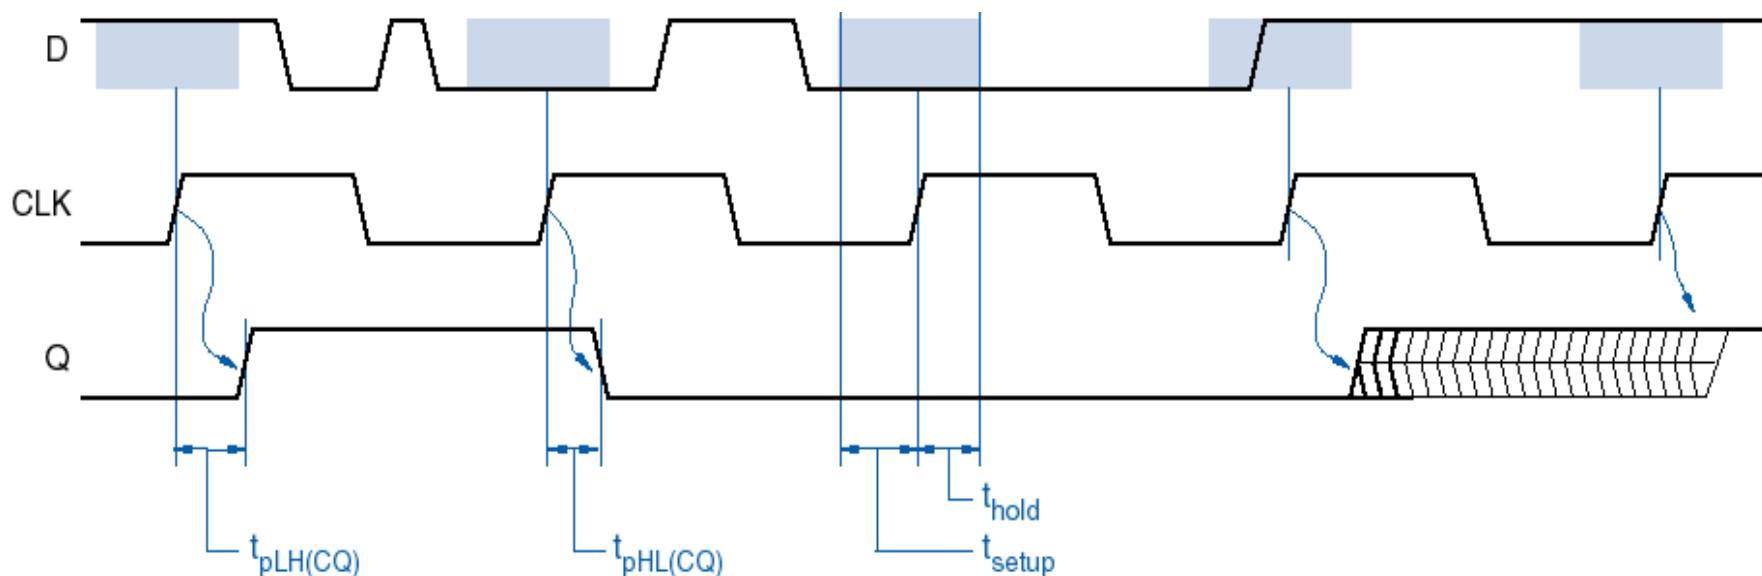 D
CLK
Q
thold
tpLH(CQ)
tpHL(CQ)
tsetup